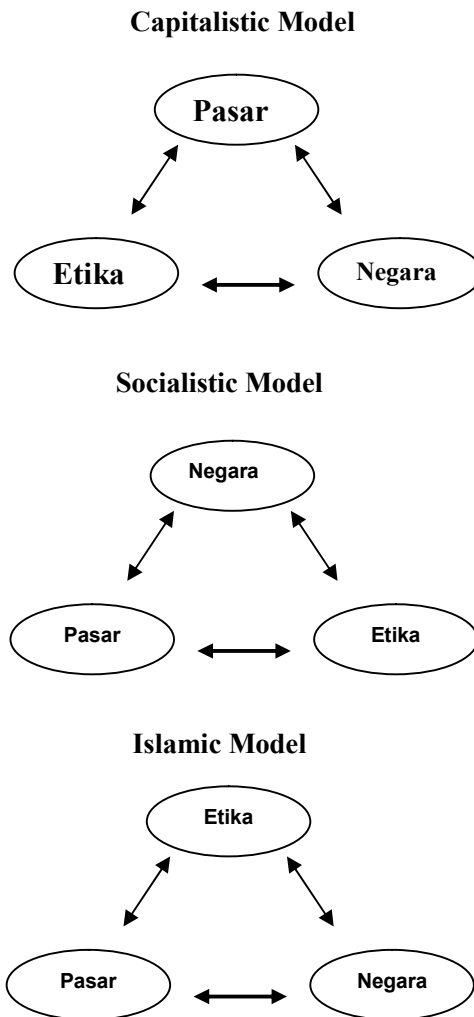 Capitalistic Model
Pasar
Etika
Negara
Socialistic Model
Negara
Pasar
Etika
Islamic Model
Etika
Pasar
Negara